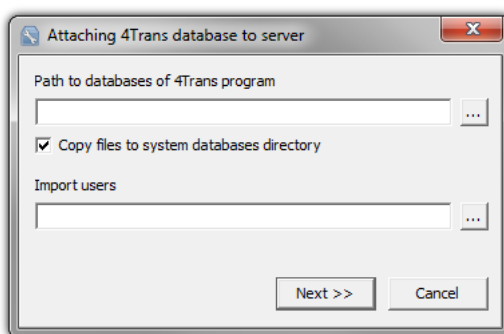 Attaching 4Trans database to server
Path to databases of 4Trans program
...
Copy files to system databases directory
Import users
...
Next >> Cancel